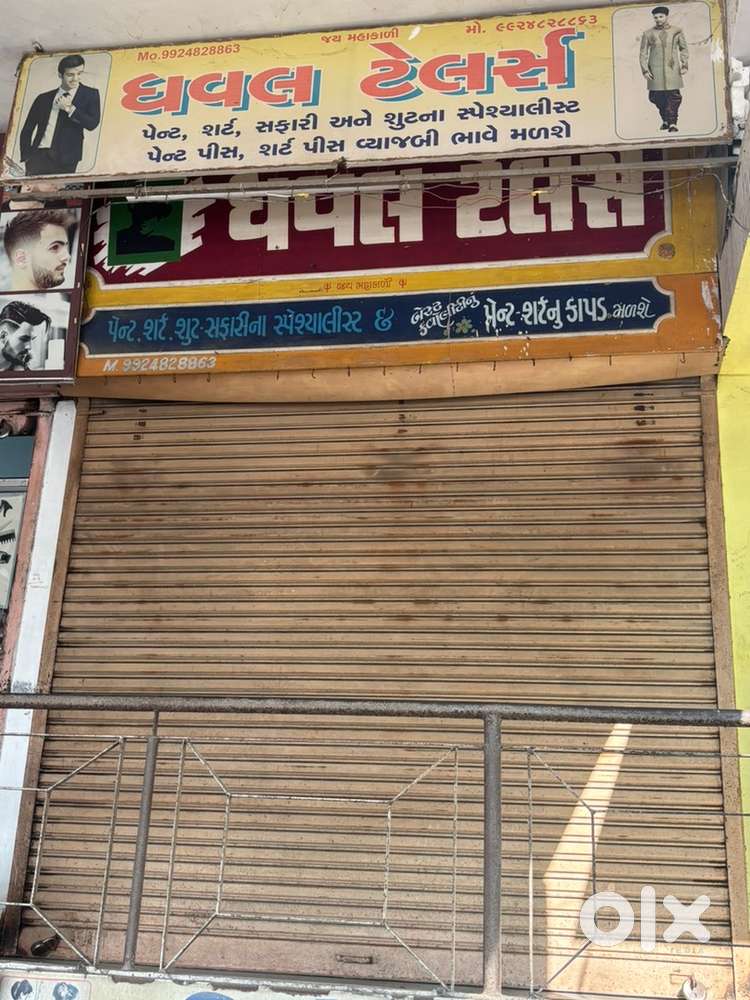 જય મહાકાળી
Mo.9924828863
મો. ૯૯૨૪૮૨૮૮૬૩
ધવલ ટેલર્સ
પેન્ટ, શર્ટ, સફારી અને શુટના સ્પેશ્યાલીસ્ટ
પેન્ટ પીસ, શર્ટ પીસ વ્યાજબી ભાવે મળશે
ધવલ ટેલર્સ
જય મહાકાળી
પેન્ટ. શર્ટ. શુટ-સફારીના સ્પેશ્યાલીસ્ટ & બેસ્ટ ક્વોલીટીનું પેન્ટ-શર્ટનું કાપડ મળશે
M. 9924828863
olx